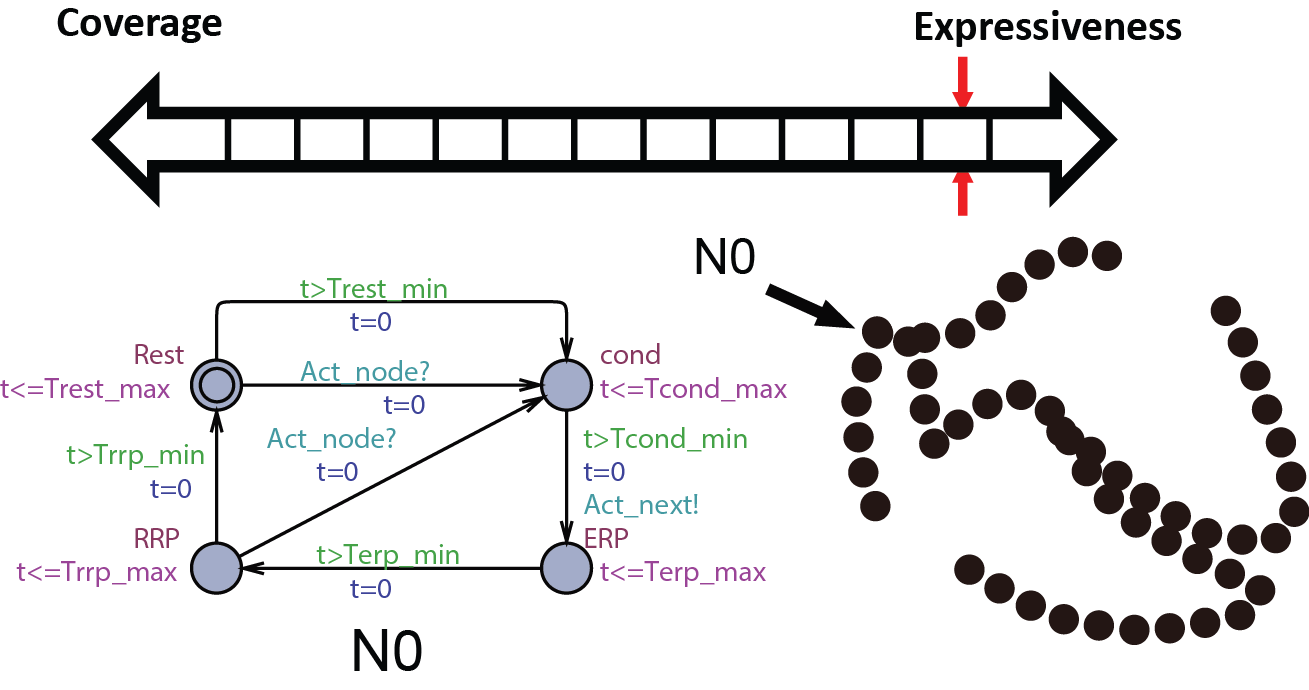 Coverage
Expressiveness
N0
t>Trest_min
t=0
Rest
t<=Trest_max
Act_node?
t=0
cond
t<=Tcond_max
Act_node?
t=0
t>Trrp_min
t=0
t>Tcond_min
t=0
Act_next!
RRP
t<=Trrp_max
t>Terp_min
t=0
ERP
t<=Terp_max
N0